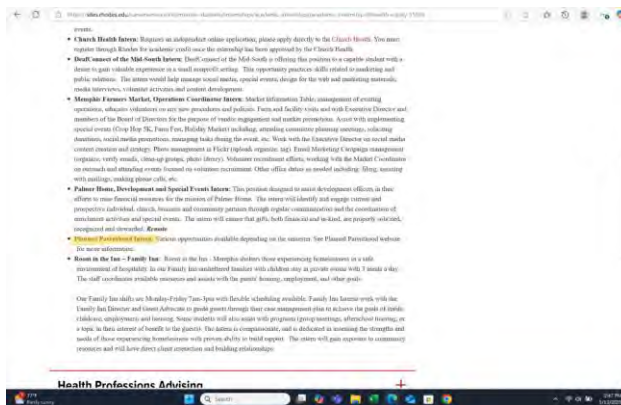 events.
Church Health Intern: Requires an independent online application, please apply directly to the Church Health. You must
register through Rhodes for academic credit once the internship has been approved by the Church Health.
DeafConnect of the Mid-South Intern: DeafConnect of the Mid-South is offering this position to a capable student with a
desire to gain valuable experience in a small nonprofit setting. This opportunity practices skills related to marketing and
public relations. The intern would help manage social media, special events, design for the web and marketing materials,
media interviews, volunteer activities and content development.
Memphis Farmers Market, Operations Coordinator Intern: Market Information Table, management of existing
operations, educate volunteers on any new procedures and policies. Farm and facility visits and with Executive Director and
members of the Board of Directors for the purpose of vendor engagement and market promotions. Assist with implementing
special events (Coop Hop 5K, Farm Fest, Holiday Market) including, attending committee planning meetings, soliciting
donations, social media promotions, managing tasks during the event, etc. Work with the Executive Director on social media
content creation and strategy. Photo management in Flickr (upload, organize, tag). Email Marketing Campaign management
(organize, verify emails, clean-up groups, photo library). Volunteer recruitment efforts, working with the Market Coordinator
on outreach and attending events focused on volunteer recruitment. Other office duties as needed including: filing, assisting
with mailings, making phone calls, etc.
Palmer Home, Development and Special Events Intern: This position designed to assist development officers in their
efforts to raise financial resources for the mission of Palmer Home. The intern will identify and engage current and
prospective individual, church, business and community partners through regular communication and the coordination of
enrichment activities and special events. The intern will ensure that gifts, both financial and in-kind, are properly solicited,
recognized and stewarded. Remote
Planned Parenthood Intern: Various opportunities available depending on the semester. See Planned Parenthood website
for more information.
Room in the Inn – Family Inn: Room in the Inn - Memphis shelters those experiencing homelessness in a safe
environment of hospitality. In our Family Inn unsheltered families with children stay in private rooms with 3 meals a day.
The staff coordinates available resources and assists with the guests' housing, employment, and other goals.
Our Family Inn shifts are Monday-Friday 7am-3pm with flexible scheduling available. Family Inn Interns work with the
Family Inn Director and Guest Advocate to guide guests through their case management plan to achieve the goals of
childcare, employment, and housing. Some students will also assist with programs (group meetings, afterschool tutoring, or
a topic in their interest of benefit to the guests). The intern is compassionate, and is dedicated in assessing the strengths and
needs of those experiencing homelessness with proven ability to build rapport. The intern will gain exposure to community
resources and will have direct client interaction and building relationships.
Health Professions Advising
Search